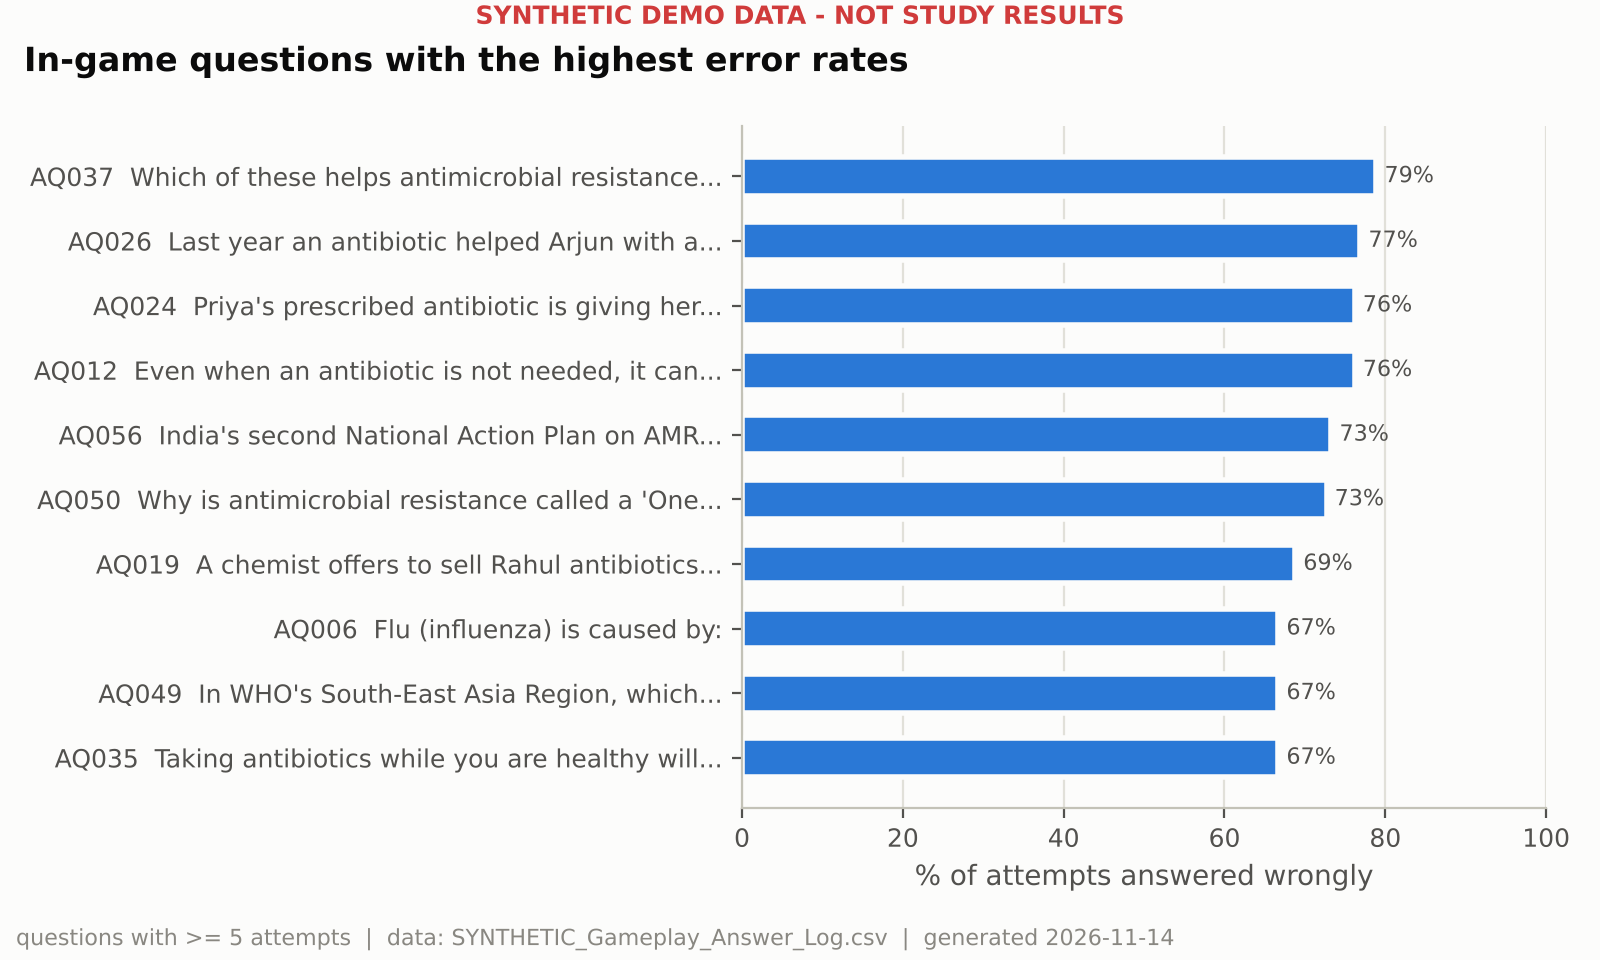 SYNTHETIC DEMO DATA - NOT STUDY RESULTS
In-game questions with the highest error rates
AQ037  Which of these helps antimicrobial resistance... 79%
AQ026  Last year an antibiotic helped Arjun with a... 77%
AQ024  Priya's prescribed antibiotic is giving her... 76%
AQ012  Even when an antibiotic is not needed, it can... 76%
AQ056  India's second National Action Plan on AMR... 73%
AQ050  Why is antimicrobial resistance called a 'One... 73%
AQ019  A chemist offers to sell Rahul antibiotics... 69%
AQ006  Flu (influenza) is caused by: 67%
AQ049  In WHO's South-East Asia Region, which... 67%
AQ035  Taking antibiotics while you are healthy will... 67%
0 20 40 60 80 100
% of attempts answered wrongly
questions with >= 5 attempts  |  data: SYNTHETIC_Gameplay_Answer_Log.csv  |  generated 2026-11-14